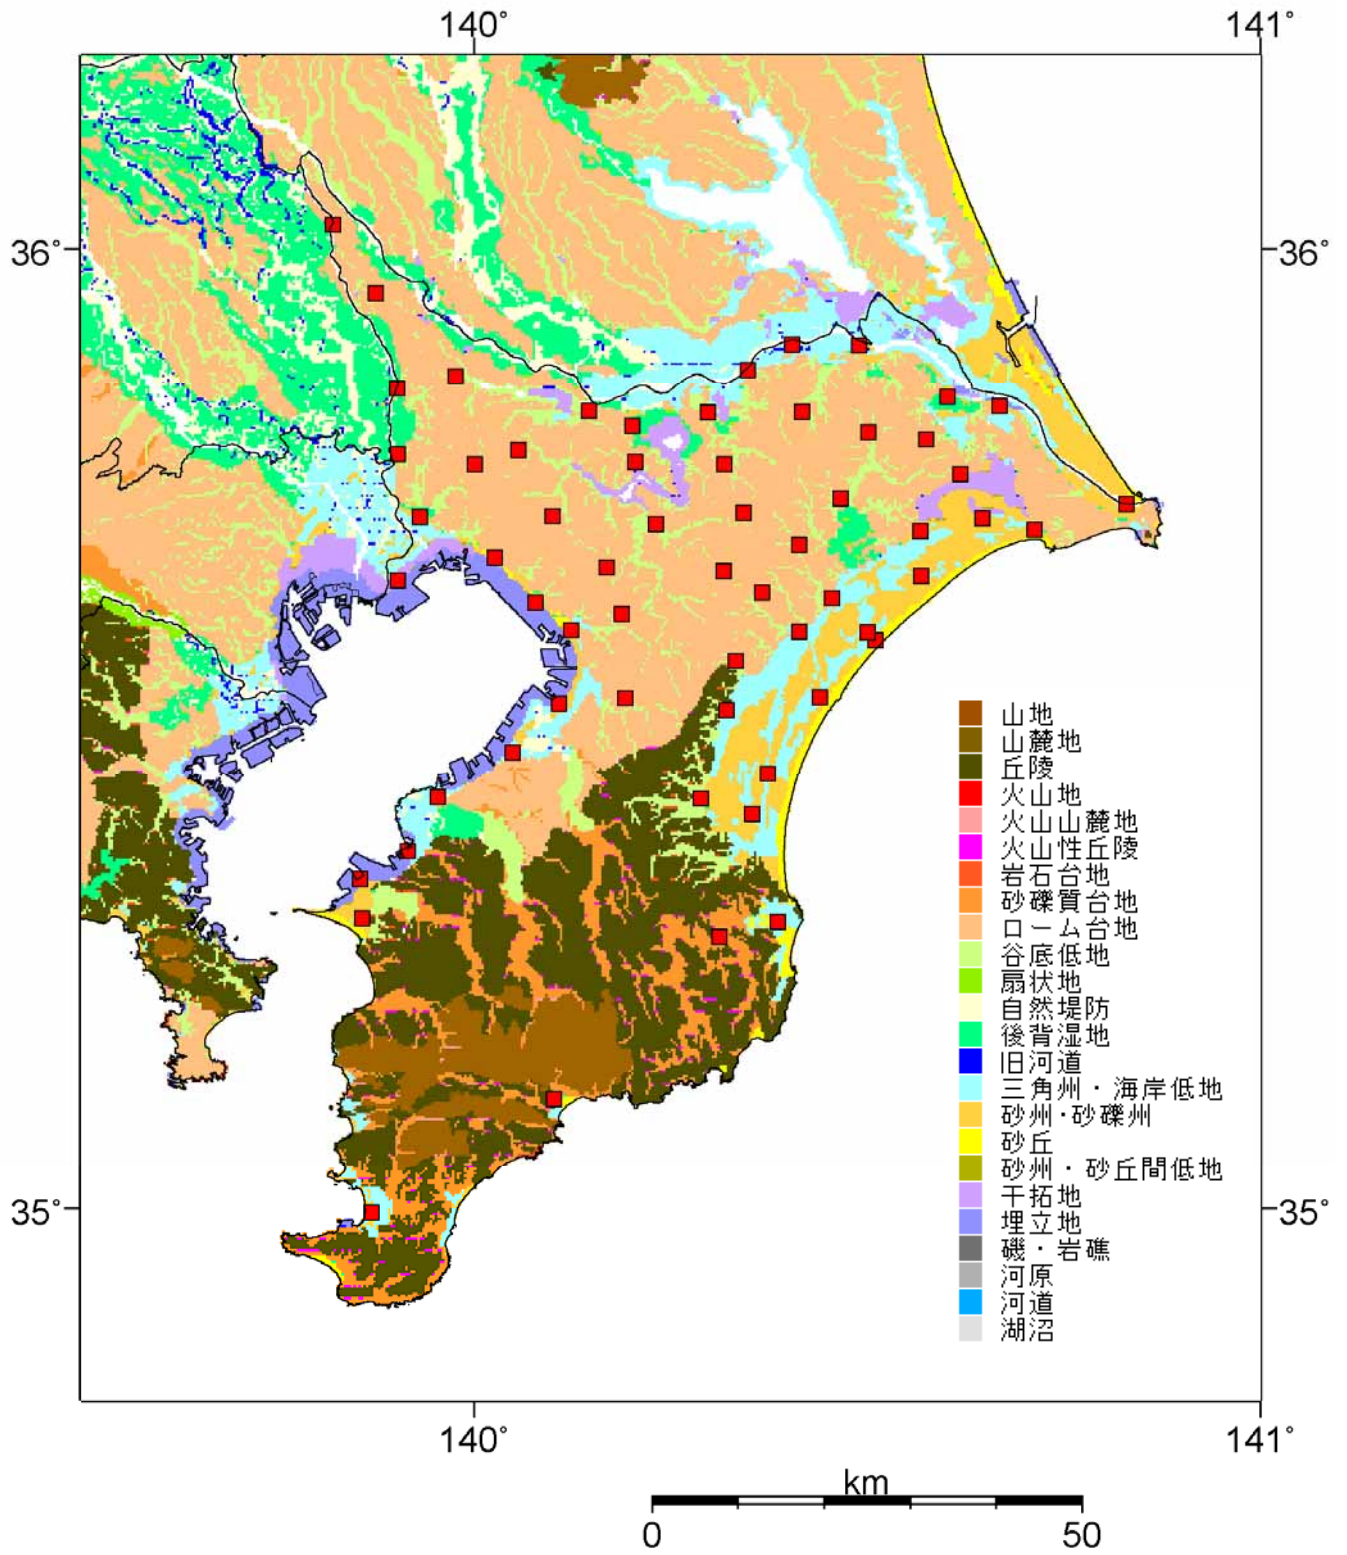 140°
141°
36°
36°
山地
山麓地
丘陵
火山地
火山山麓地
火山性丘陵
岩石台地
砂礫質台地
ローム台地
谷底低地
扇状地
自然堤防
後背湿地
旧河道
三角州・海岸低地
砂州・砂礫州
砂丘
砂州・砂丘間低地
干拓地
埋立地
磯・岩礁
河原
河道
湖沼
35°
35°
140°
141°
km
0
50